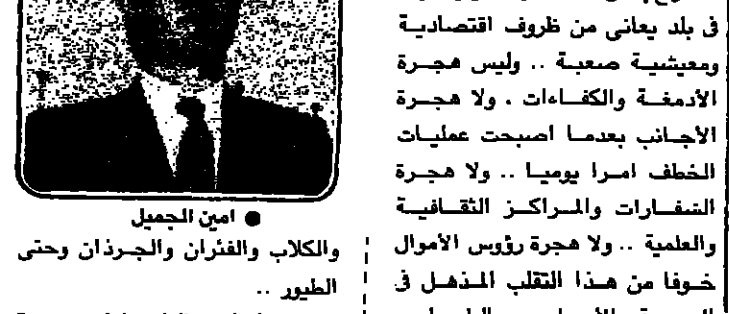 فى بلد يعانى من ظروف اقتصادية
ومعيشية صعبة .. وليس هجرة
الأدمغة والكفاءات ، ولا هجرة
الأجانب بعدما اصبحت عمليات
الخطف امرا يوميا .. ولا هجرة
السفارات والمراكز الثقافية
والعلمية .. ولا هجرة رؤوس الأموال
خوفا من هذا التقلب المذهل فى
● امين الجميل
والكلاب والفئران والجرذان وحتى
الطيور ..